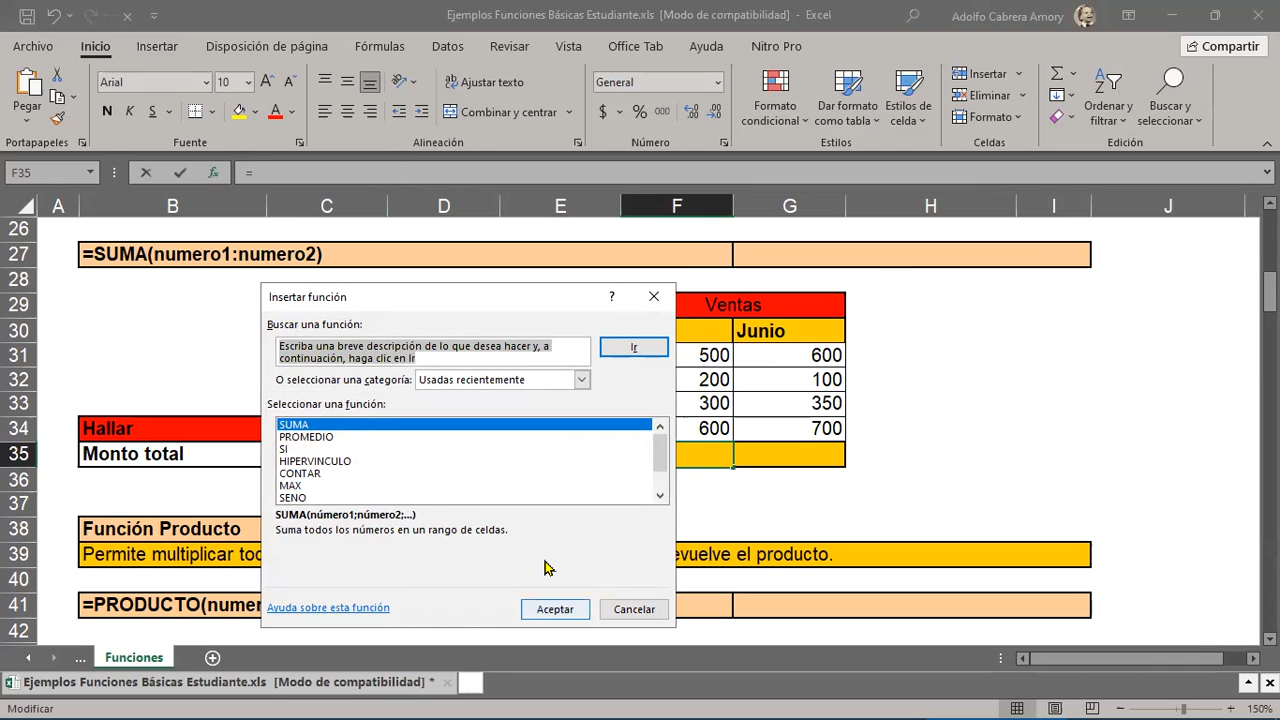 Ejemplos Funciones Básicas Estudiante.xls [Modo de compatibilidad] - Excel
Adolfo Cabrera Amory
Archivo Inicio Insertar Disposición de página Fórmulas Datos Revisar Vista Office Tab Ayuda Nitro Pro Compartir
Pegar
Arial 10
N K S
Ajustar texto
Combinar y centrar
General
$ % 000
Formato condicional
Dar formato como tabla
Estilos de celda
Insertar
Eliminar
Formato
Ordenar y filtrar
Buscar y seleccionar
Portapapeles Fuente Alineación Número Estilos Celdas Edición
F35 fx =
A B C D E F G H I J
26
27 =SUMA(numero1:numero2)
28
29 Ventas
30 Junio
31 500 600
32 200 100
33 300 350
34 Hallar 600 700
35 Monto total
36
37
38 Función Producto
39 Permite multiplicar tod evuelve el producto.
40
41 =PRODUCTO(numer
42
Insertar función ?
Buscar una función:
Escriba una breve descripción de lo que desea hacer y, a
continuación, haga clic en Ir
Ir
O seleccionar una categoría: Usadas recientemente
Seleccionar una función:
SUMA
PROMEDIO
SI
HIPERVINCULO
CONTAR
MAX
SENO
SUMA(número1;número2;...)
Suma todos los números en un rango de celdas.
Ayuda sobre esta función
Aceptar Cancelar
... Funciones
Ejemplos Funciones Básicas Estudiante.xls [Modo de compatibilidad] *
Modificar 150%